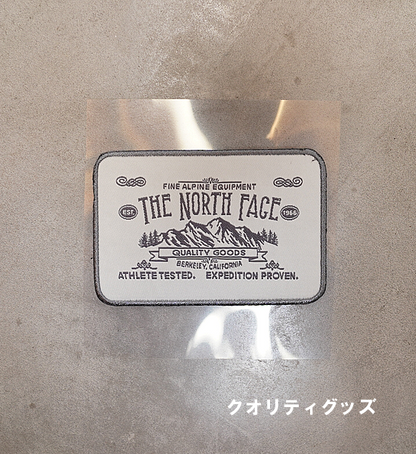 FINE ALPINE EQUIPMENT
EST. THE NORTH FACE 1966
QUALITY GOODS
BERKELEY, CALIFORNIA
ATHLETE TESTED. EXPEDITION PROVEN.
クオリティグッズ